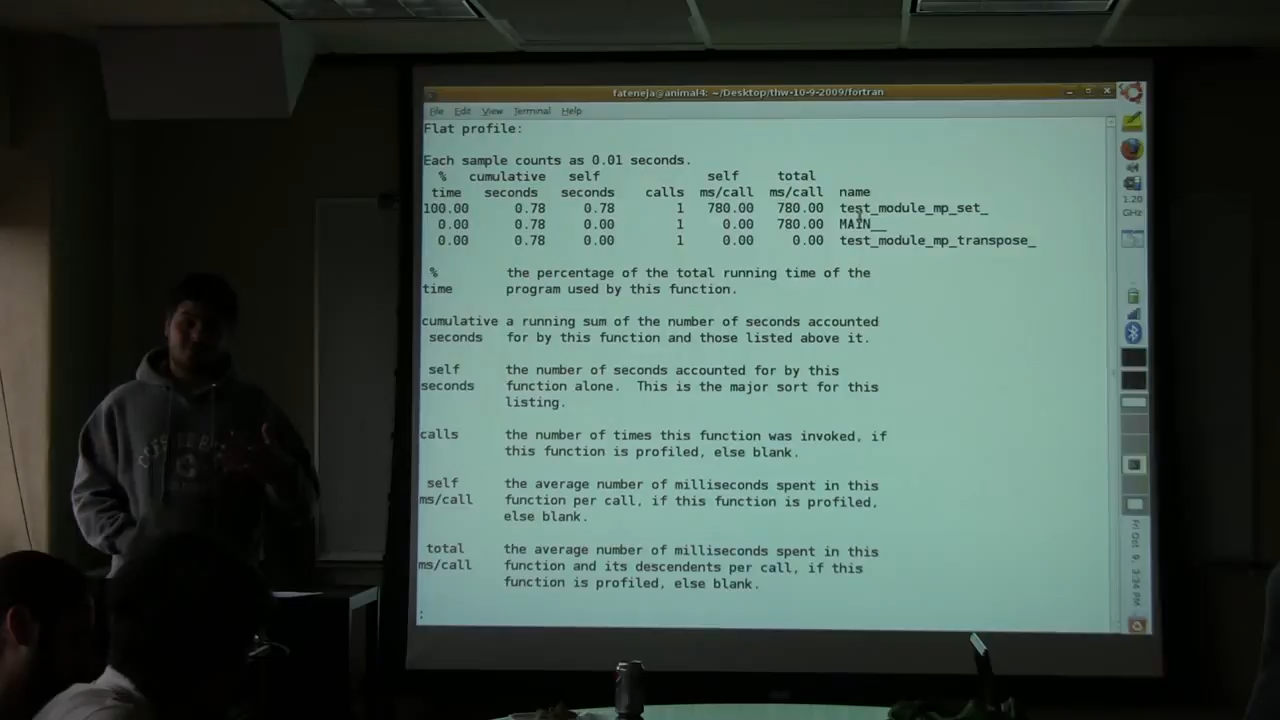 fateneja@animal4: ~/Desktop/thw-10-9-2009/fortran
File Edit View Terminal Help
Flat profile:
Each sample counts as 0.01 seconds.
% cumulative self self total
time seconds seconds calls ms/call ms/call name
100.00 0.78 0.78 1 780.00 780.00 test_module_mp_set_
0.00 0.78 0.00 1 0.00 780.00 MAIN__
0.00 0.78 0.00 1 0.00 0.00 test_module_mp_transpose_
% the percentage of the total running time of the
time program used by this function.
cumulative a running sum of the number of seconds accounted
seconds for by this function and those listed above it.
self the number of seconds accounted for by this
seconds function alone. This is the major sort for this
listing.
calls the number of times this function was invoked, if
this function is profiled, else blank.
self the average number of milliseconds spent in this
ms/call function per call, if this function is profiled,
else blank.
total the average number of milliseconds spent in this
ms/call function and its descendents per call, if this
function is profiled, else blank.
:
1:20
GHz
Fri Oct 9, 3:34 PM